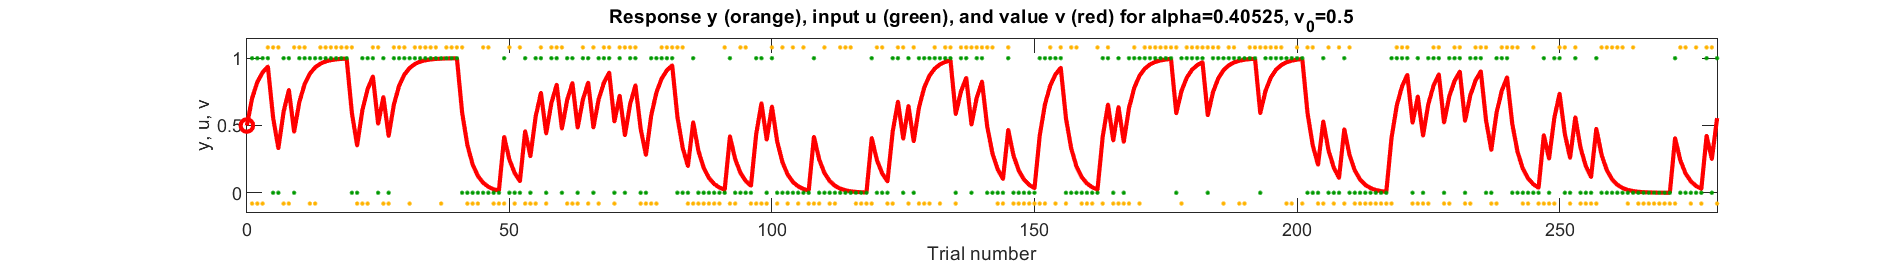 Response y (orange), input u (green), and value v (red) for alpha=0.40525, v0=0.5
y, u, v
1
0.5
0
0 50 100 150 200 250
Trial number